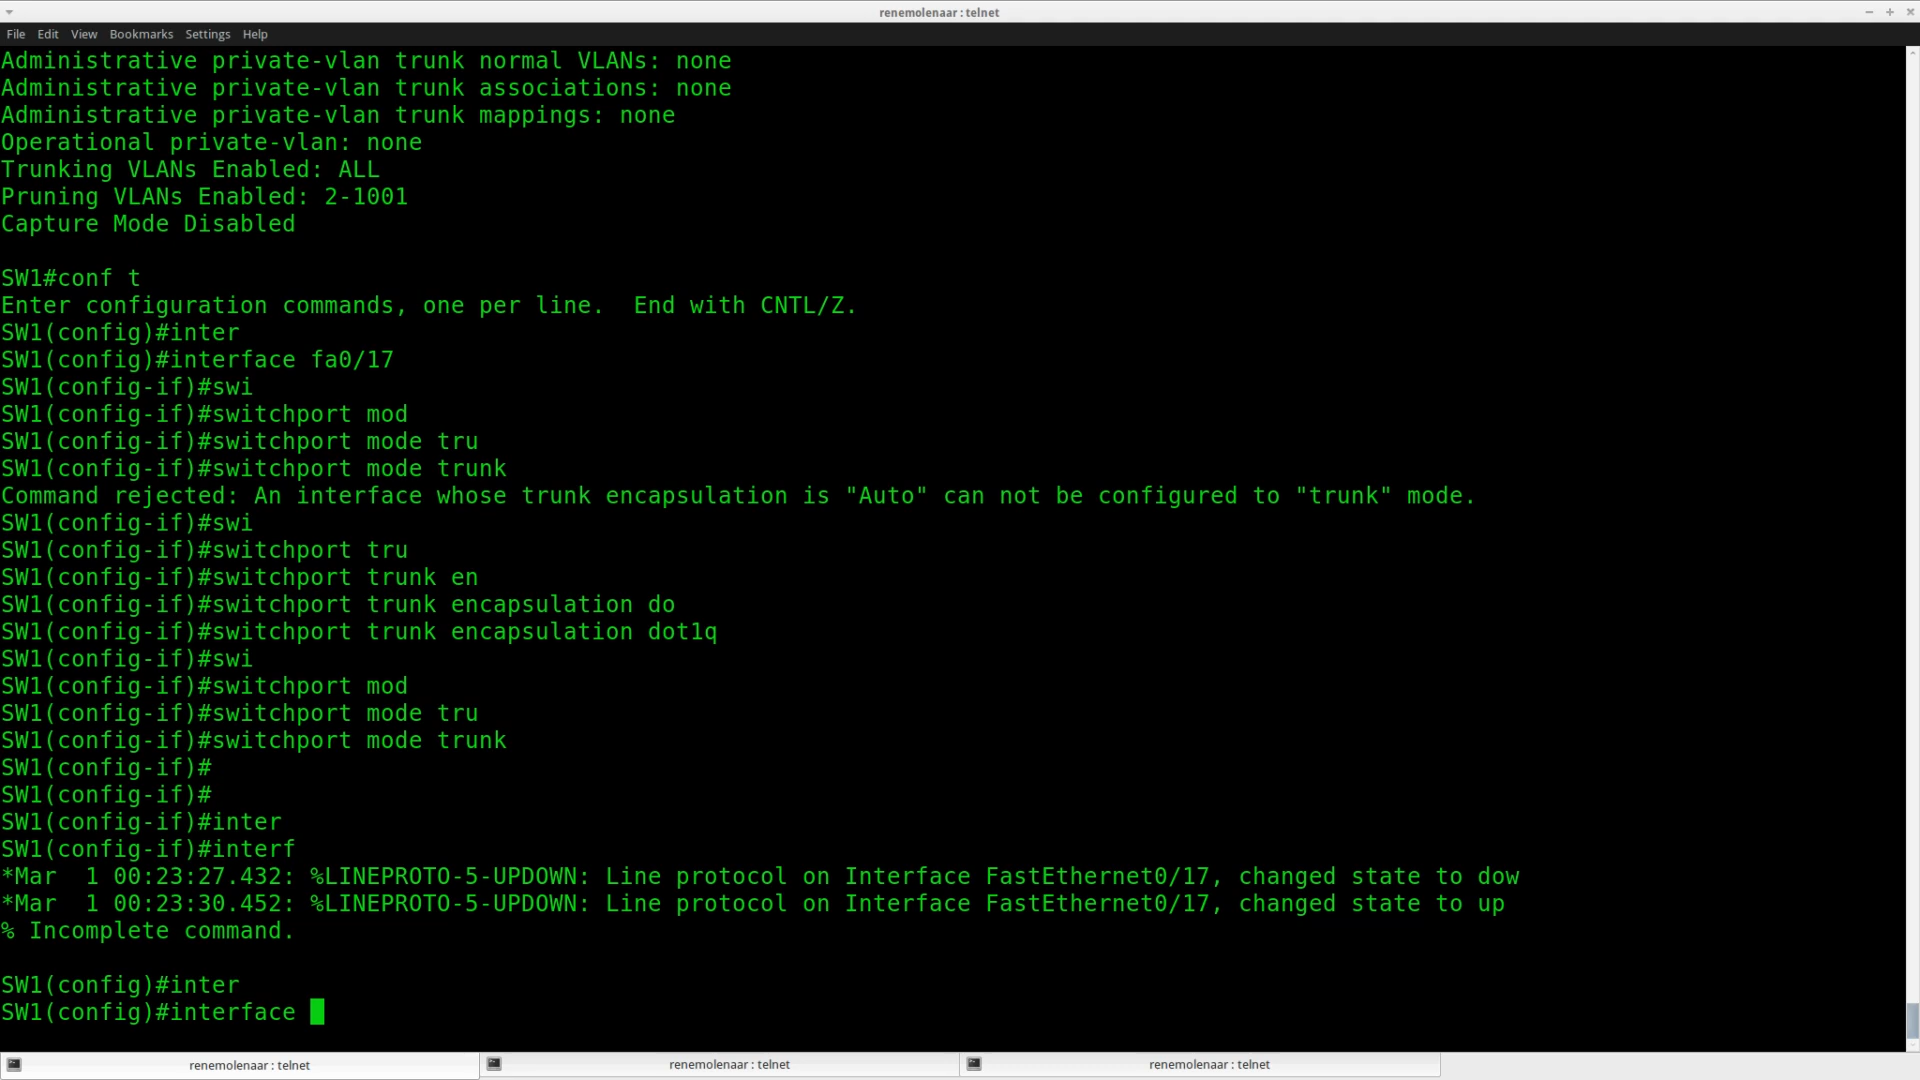 renemolenaar : telnet
File Edit View Bookmarks Settings Help
Administrative private-vlan trunk normal VLANs: none
Administrative private-vlan trunk associations: none
Administrative private-vlan trunk mappings: none
Operational private-vlan: none
Trunking VLANs Enabled: ALL
Pruning VLANs Enabled: 2-1001
Capture Mode Disabled
SW1#conf t
Enter configuration commands, one per line.  End with CNTL/Z.
SW1(config)#inter
SW1(config)#interface fa0/17
SW1(config-if)#swi
SW1(config-if)#switchport mod
SW1(config-if)#switchport mode tru
SW1(config-if)#switchport mode trunk
Command rejected: An interface whose trunk encapsulation is "Auto" can not be configured to "trunk" mode.
SW1(config-if)#swi
SW1(config-if)#switchport tru
SW1(config-if)#switchport trunk en
SW1(config-if)#switchport trunk encapsulation do
SW1(config-if)#switchport trunk encapsulation dot1q
SW1(config-if)#swi
SW1(config-if)#switchport mod
SW1(config-if)#switchport mode tru
SW1(config-if)#switchport mode trunk
SW1(config-if)#
SW1(config-if)#
SW1(config-if)#inter
SW1(config-if)#interf
*Mar  1 00:23:27.432: %LINEPROTO-5-UPDOWN: Line protocol on Interface FastEthernet0/17, changed state to dow
*Mar  1 00:23:30.452: %LINEPROTO-5-UPDOWN: Line protocol on Interface FastEthernet0/17, changed state to up
% Incomplete command.
SW1(config)#inter
SW1(config)#interface
renemolenaar : telnet
renemolenaar : telnet
renemolenaar : telnet